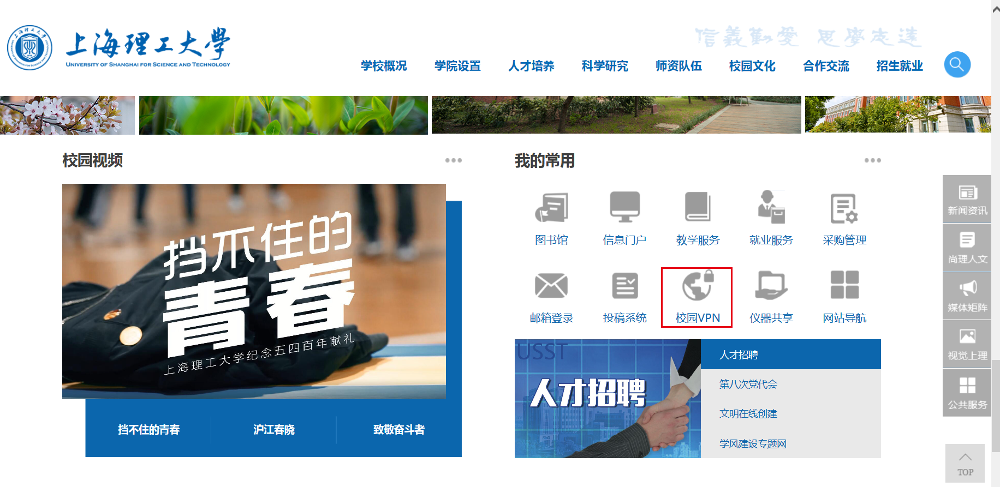 信義勤愛 思學志遠
上海理工大學
UNIVERSITY OF SHANGHAI FOR SCIENCE AND TECHNOLOGY
学校概况 学院设置 人才培养 科学研究 师资队伍 校园文化 合作交流 招生就业
校园视频
挡不住的
青春
上海理工大学纪念五四百年献礼
挡不住的青春 沪江春晓 致敬奋斗者
我的常用
图书馆 信息门户 教学服务 就业服务 采购管理
邮箱登录 投稿系统 校园VPN 仪器共享 网站导航
USST
人才招聘
人才招聘
第八次党代会
文明在线创建
学风建设专题网
新闻资讯
尚理人文
媒体矩阵
视觉上理
公共服务
TOP